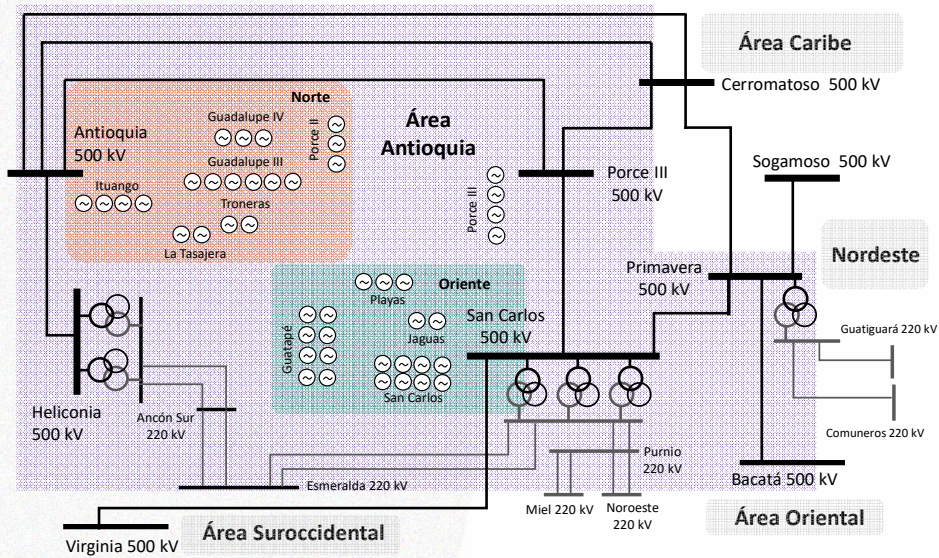 Área Caribe
Cerromatoso 500 kV
Norte
Guadalupe IV
Porce II
Área
Antioquia
Antioquia
500 kV
Guadalupe III
Ituango
Troneras
La Tasajera
Porce III
Porce III
500 kV
Sogamoso 500 kV
Nordeste
Primavera
500 kV
Oriente
Playas
San Carlos
500 kV
Guatapé
Jaguas
San Carlos
Guatiguará 220 kV
Comuneros 220 kV
Heliconia
500 kV
Ancón Sur
220 kV
Purnio
220 kV
Esmeralda 220 kV
Miel 220 kV
Noroeste
220 kV
Bacatá 500 kV
Área Oriental
Área Suroccidental
Virginia 500 kV